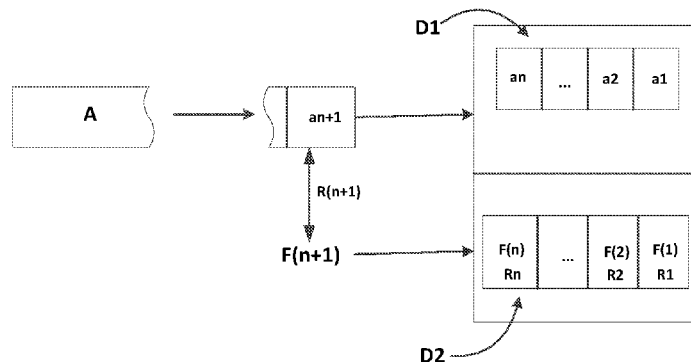 D1
an ... a2 a1
A
an+1
R(n+1)
F(n+1)
F(n) ... F(2) F(1)
Rn R2 R1
D2